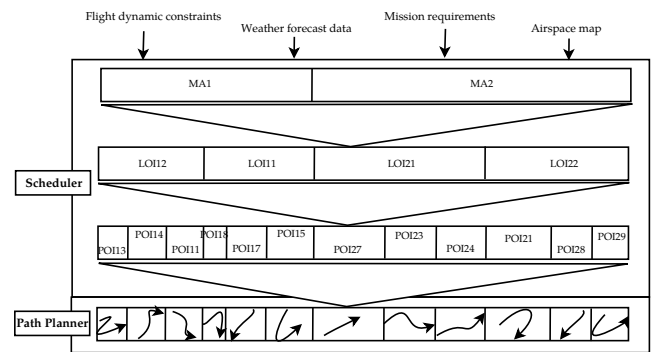 Flight dynamic constraints
Weather forecast data
Mission requirements
Airspace map
MA1 MA2
Scheduler
LOI12 LOI11 LOI21 LOI22
POI13 POI14 POI11 POI18 POI17 POI15 POI27 POI23 POI24 POI21 POI28 POI29
Path Planner